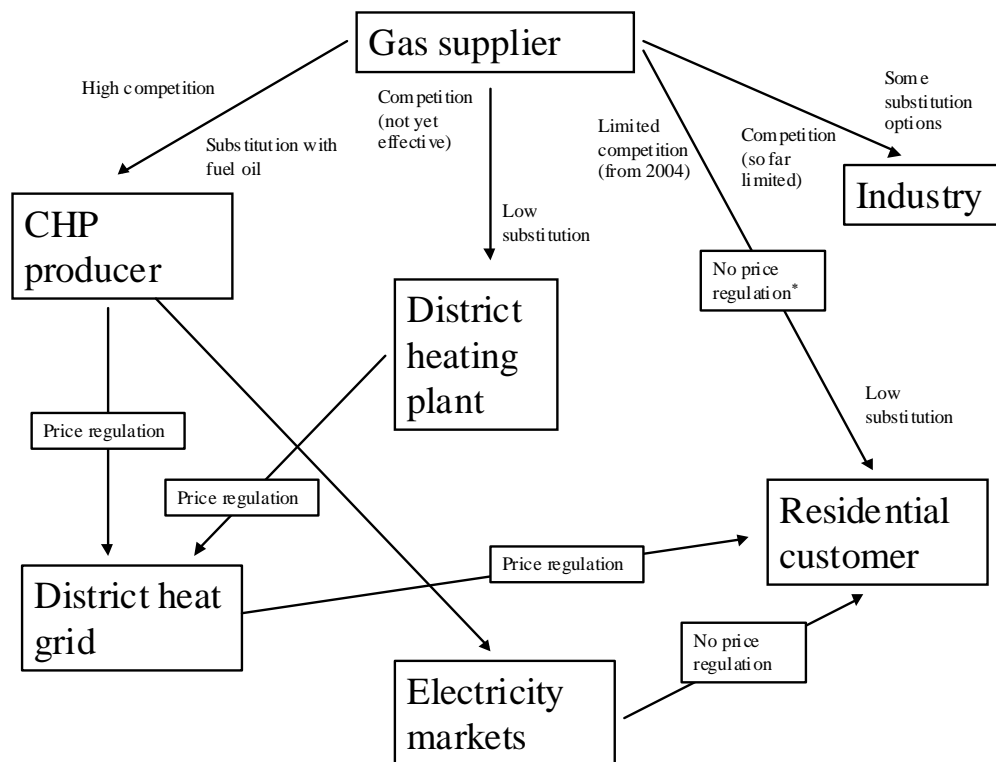 Gas supplier
High competition
Substitution with
fuel oil
Competition
(not yet
effective)
Limited
competition
(from 2004)
Competition
(so far
limited)
Some
substitution
options
CHP
producer
Low
substitution
Industry
No price
regulation*
District
heating
plant
Low
substitution
Price regulation
Price regulation
Residential
customer
Price regulation
District heat
grid
No price
regulation
Electricity
markets